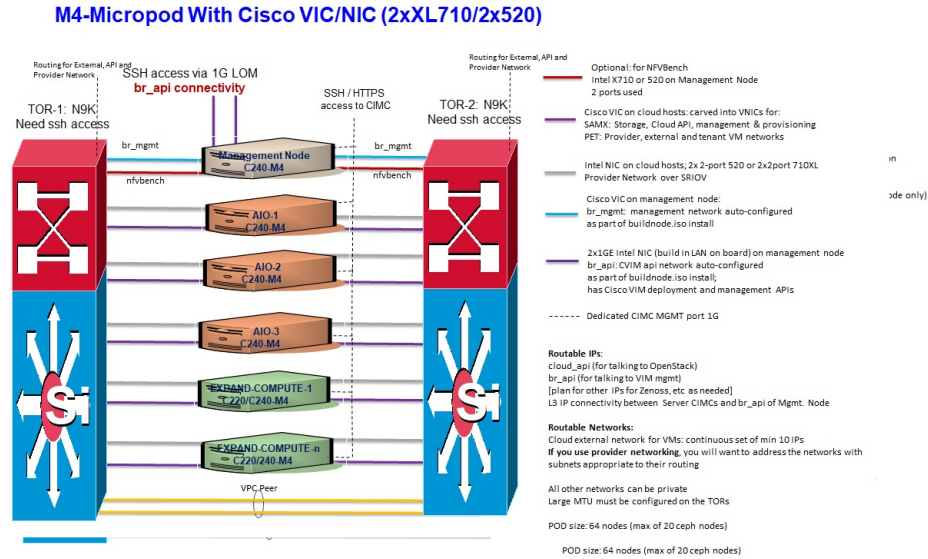 M4-Micropod With Cisco VIC/NIC (2xXL710/2x520)
Routing for External, API and
Provider Network
SSH access via 1G LOM
br_api connectivity
SSH / HTTPS
access to CIMC
Routing for External, API and
Provider Network
TOR-1: N9K
Need ssh access
TOR-2: N9K
Need ssh access
br_mgmt
Management Node
C240-M4
br_mgmt
nfvbench
nfvbench
AIO-1
C240-M4
AIO-2
C240-M4
AIO-3
C240-M4
EXPAND-COMPUTE-1
C220/C240-M4
EXPAND-COMPUTE-n
C220/240-M4
Si
Si
VPC Peer
Optional: for NFVBench
Intel X710 or 520 on Management Node
2 ports used
Cisco VIC on cloud hosts: carved into VNICs for:
SAMX: Storage, Cloud API, management & provisioning
PET: Provider, external and tenant VM networks
Intel NIC on cloud hosts; 2x 2-port 520 or 2x2port 710XL
Provider Network over SRIOV
on
ode only)
Cisco VIC on management node:
br_mgmt: management network auto-configured
as part of buildnode.iso install
2x1GE Intel NIC (build in LAN on board) on management node
br_api: CVIM api network auto-configured
as part of buildnode.iso install;
has Cisco VIM deployment and management APIs
Dedicated CIMC MGMT port 1G
Routable IPs:
cloud_api (for talking to OpenStack)
br_api (for talking to VIM mgmt)
[plan for other IPs for Zenoss, etc as needed]
L3 IP connectivity between Server CIMCs and br_api of Mgmt. Node
Routable Networks:
Cloud external network for VMs: continuous set of min 10 IPs
If you use provider networking, you will want to address the networks with
subnets appropriate to their routing
All other networks can be private
Large MTU must be configured on the TORs
POD size: 64 nodes (max of 20 ceph nodes)
POD size: 64 nodes (max of 20 ceph nodes)